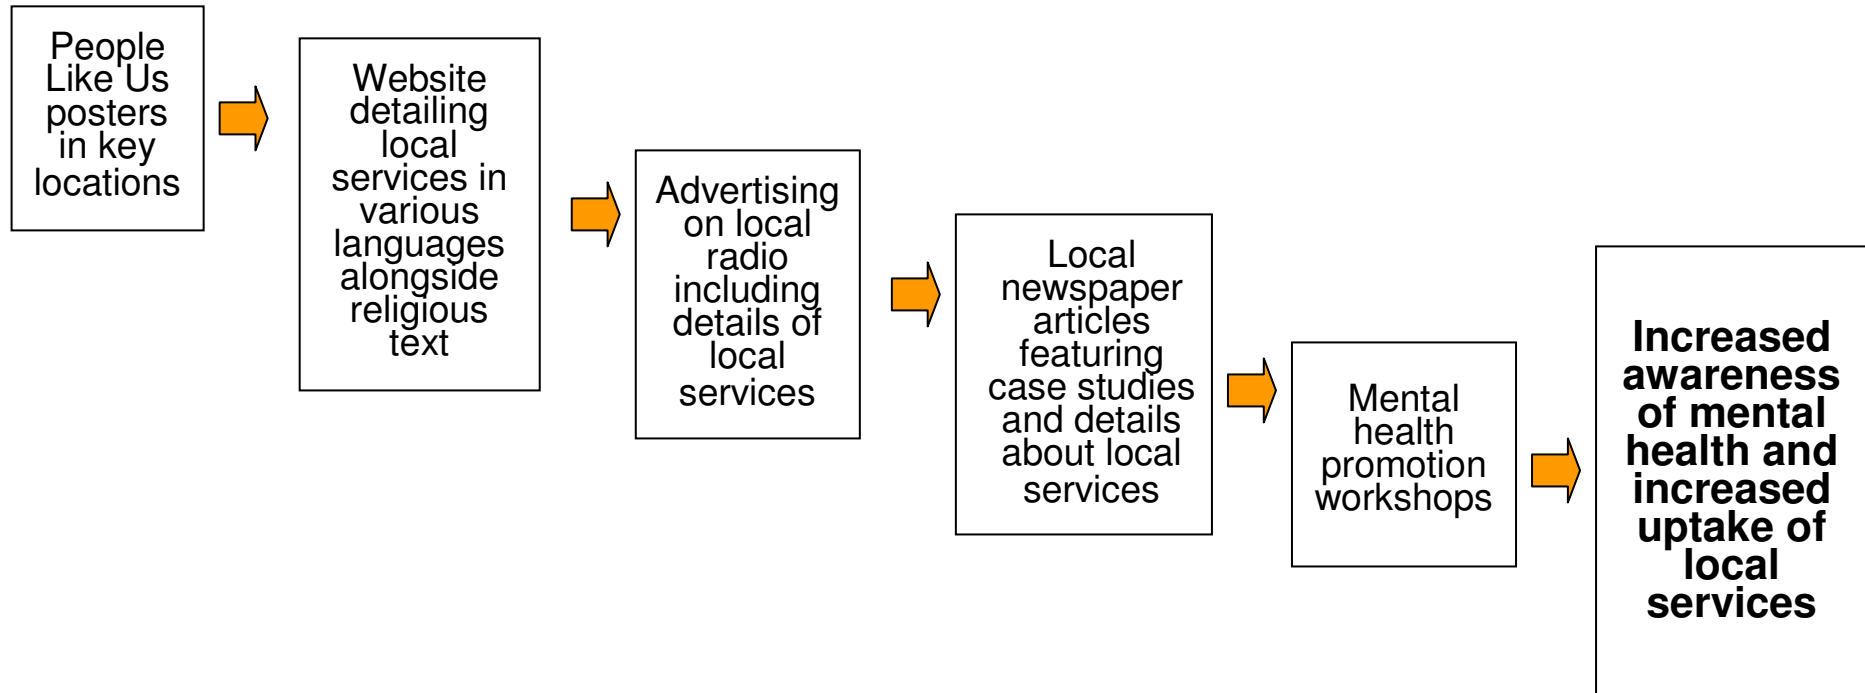 People
Like Us
posters
in key
locations
Website
detailing
local
services in
various
languages
alongside
religious
text
Advertising
on local
radio
including
details of
local
services
Local
newspaper
articles
featuring
case studies
and details
about local
services
Mental
health
promotion
workshops
Increased
awareness
of mental
health and
increased
uptake of
local
services